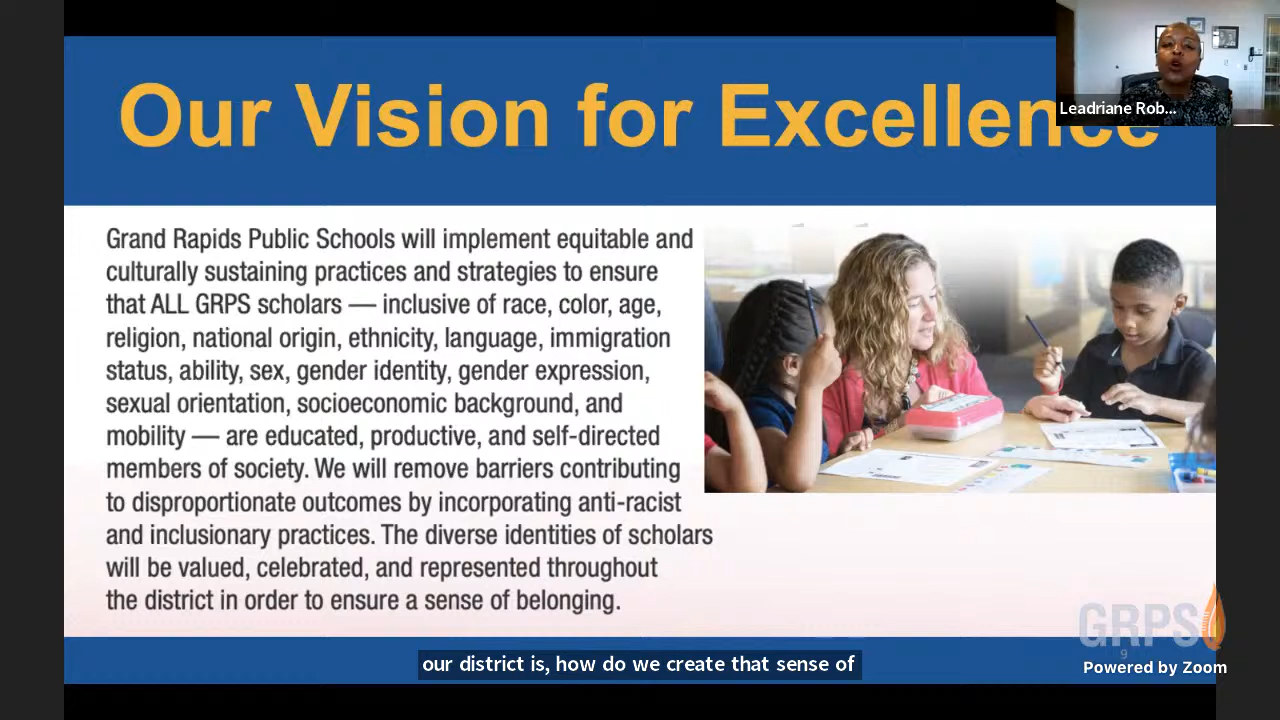 Our Vision for Excellence
Leadriane Rob...
Grand Rapids Public Schools will implement equitable and
culturally sustaining practices and strategies to ensure
that ALL GRPS scholars — inclusive of race, color, age,
religion, national origin, ethnicity, language, immigration
status, ability, sex, gender identity, gender expression,
sexual orientation, socioeconomic background, and
mobility — are educated, productive, and self-directed
members of society. We will remove barriers contributing
to disproportionate outcomes by incorporating anti-racist
and inclusionary practices. The diverse identities of scholars
will be valued, celebrated, and represented throughout
the district in order to ensure a sense of belonging.
GRPS
9
our district is, how do we create that sense of
Powered by Zoom